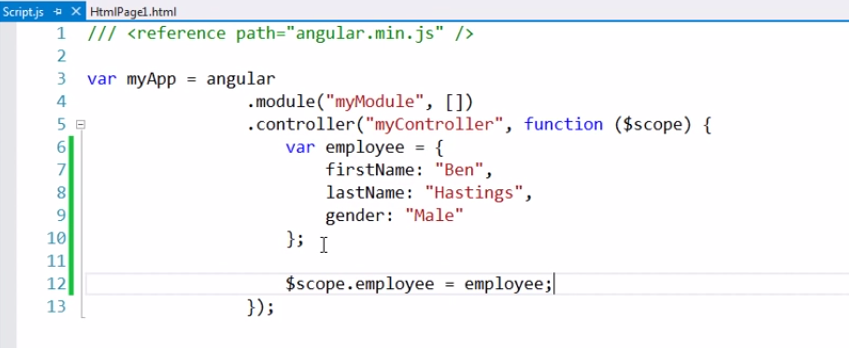 Script.js HtmlPage1.html
1 /// <reference path="angular.min.js" />
2
3 var myApp = angular
4 .module("myModule", [])
5 .controller("myController", function ($scope) {
6 var employee = {
7 firstName: "Ben",
8 lastName: "Hastings",
9 gender: "Male"
10 };
11
12 $scope.employee = employee;
13 });